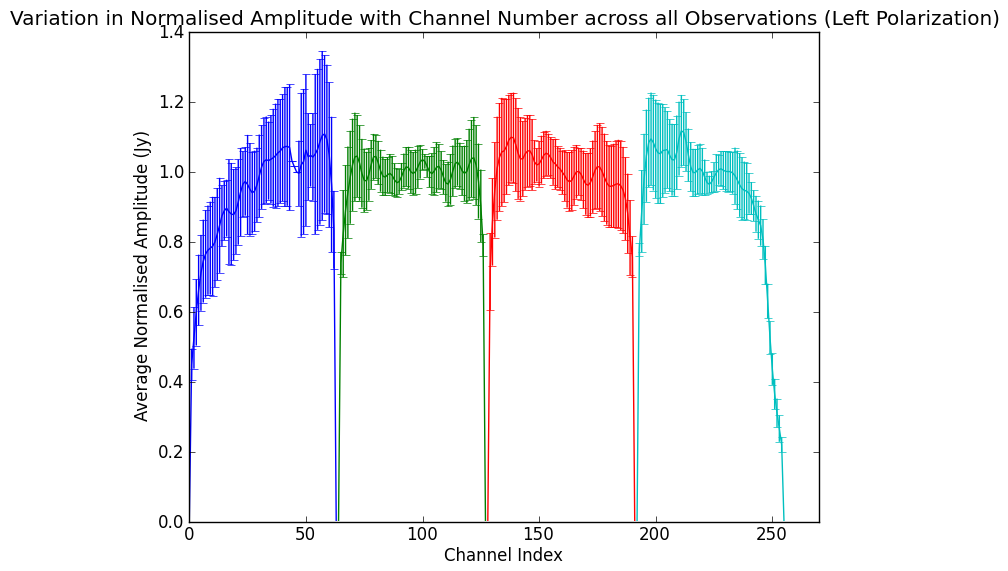 Variation in Normalised Amplitude with Channel Number across all Observations (Left Polarization)
1.4
1.2
1.0
0.8
0.6
0.4
0.2
0.0
Average Normalised Amplitude (Jy)
0 50 100 150 200 250
Channel Index